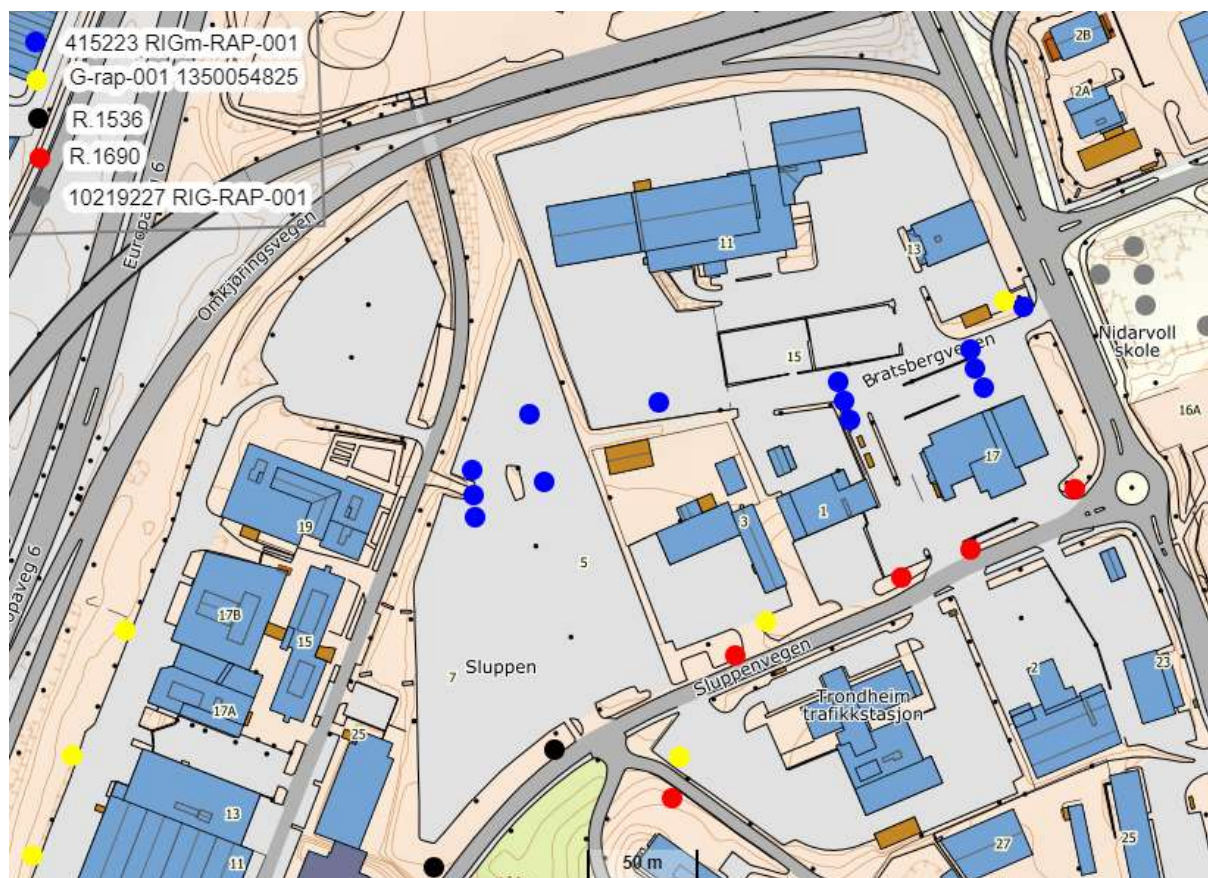 415223 RIGm-RAP-001
G-rap-001 1350054825
R.1536
R.1690
10219227 RIG-RAP-001
Europaveg 6
Omkjøringsvegen
2B
2A
11
13
Nidarvoll
skole
15
Bratsbergvegen
16A
17
19
3
1
5
17B
15
Sluppen
7
Sluppenvegen
Trondheim
trafikkstasjon
2
23
17A
25
13
11
27
25
50 m